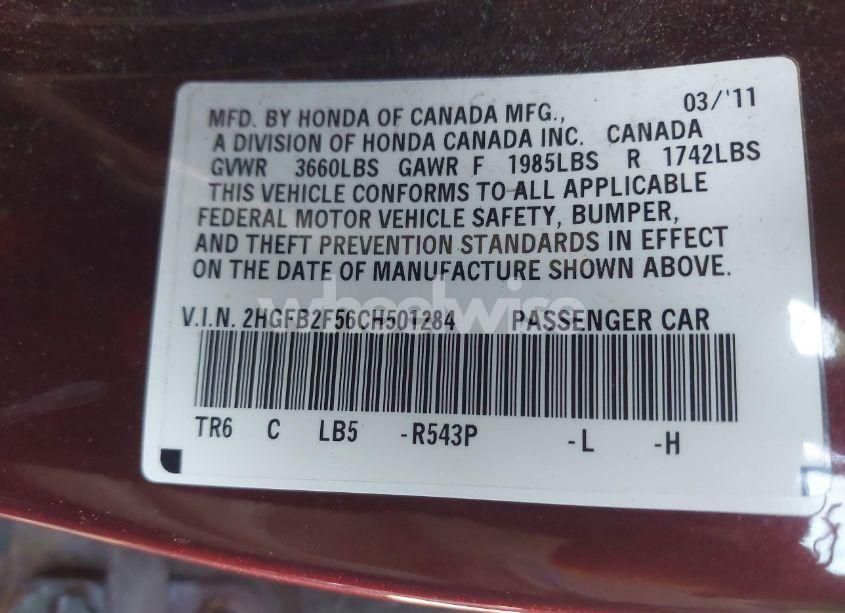 MFD. BY HONDA OF CANADA MFG., 03/'11
A DIVISION OF HONDA CANADA INC. CANADA
GVWR 3660LBS GAWR F 1985LBS R 1742LBS
THIS VEHICLE CONFORMS TO ALL APPLICABLE
FEDERAL MOTOR VEHICLE SAFETY, BUMPER,
AND THEFT PREVENTION STANDARDS IN EFFECT
ON THE DATE OF MANUFACTURE SHOWN ABOVE.
wheelwise
V.I.N. 2HGFB2F56CH501284 PASSENGER CAR
TR6 C LB5 -R543P -L -H